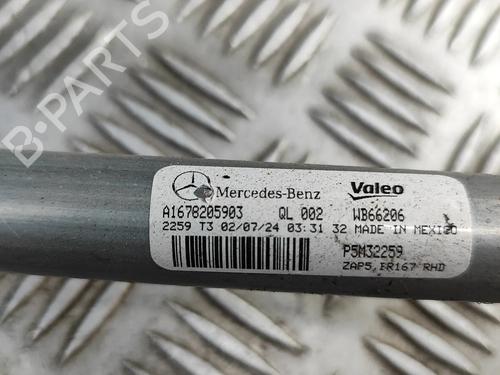 B-PARTS
Mercedes-Benz Valeo
A1678205903 QL 002 WB66206
2259 T3 02/07/24 03:31 32 MADE IN MEXICO
P5M32259
ZAP5,BR167 RHD